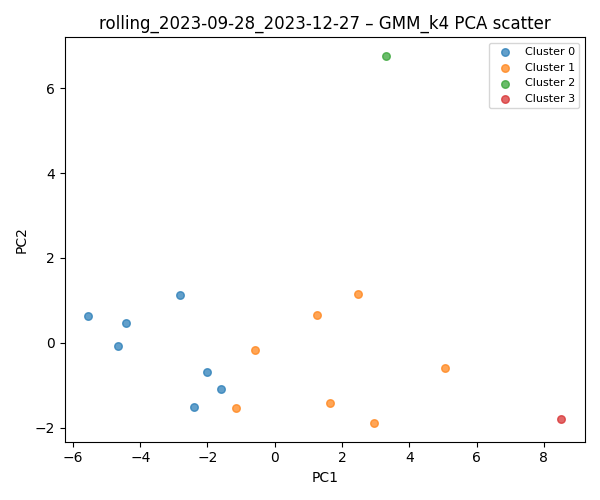 rolling_2023-09-28_2023-12-27 – GMM_k4 PCA scatter
Cluster 0
Cluster 1
Cluster 2
Cluster 3
PC2
6
4
2
0
−2
−6
−4
−2
0
2
4
6
8
PC1